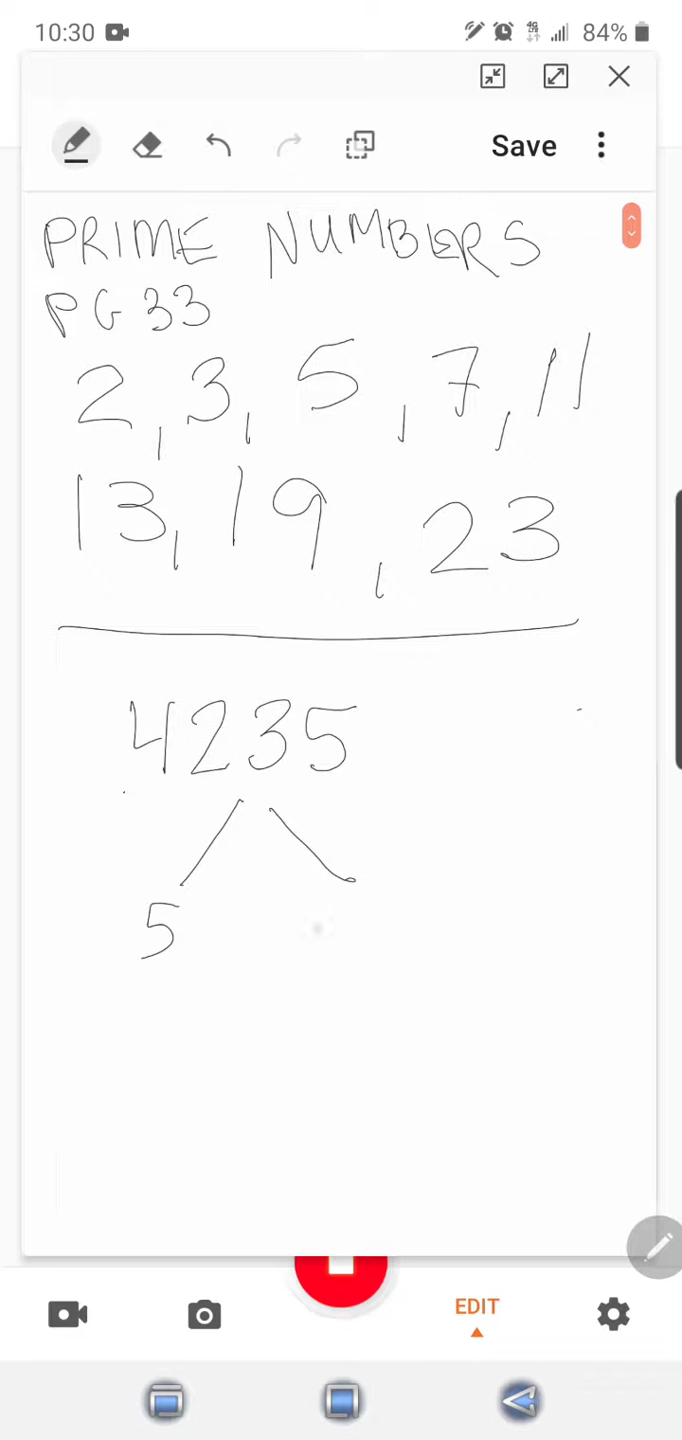 10:30 84%
Save
PRIME NUMBERS
PG 33
2, 3, 5, 7, 11
13, 19, 23
4235
5
EDIT